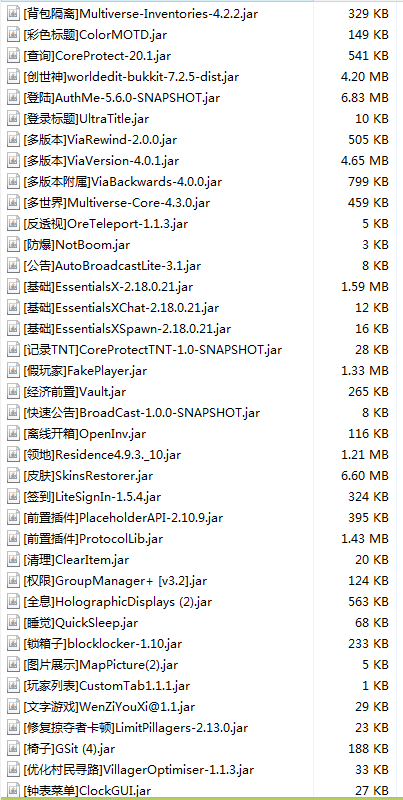 [背包隔离]Multiverse-Inventories-4.2.2.jar 329 KB
[彩色标题]ColorMOTD.jar 149 KB
[查询]CoreProtect-20.1.jar 541 KB
[创世神]worldedit-bukkit-7.2.5-dist.jar 4.20 MB
[登陆]AuthMe-5.6.0-SNAPSHOT.jar 6.83 MB
[登录标题]UltraTitle.jar 10 KB
[多版本]ViaRewind-2.0.0.jar 505 KB
[多版本]ViaVersion-4.0.1.jar 4.65 MB
[多版本附属]ViaBackwards-4.0.0.jar 799 KB
[多世界]Multiverse-Core-4.3.0.jar 459 KB
[反透视]OreTeleport-1.1.3.jar 5 KB
[防爆]NotBoom.jar 3 KB
[公告]AutoBroadcastLite-3.1.jar 8 KB
[基础]EssentialsX-2.18.0.21.jar 1.59 MB
[基础]EssentialsXChat-2.18.0.21.jar 12 KB
[基础]EssentialsXSpawn-2.18.0.21.jar 16 KB
[记录TNT]CoreProtectTNT-1.0-SNAPSHOT.jar 28 KB
[假玩家]FakePlayer.jar 1.33 MB
[经济前置]Vault.jar 265 KB
[快速公告]BroadCast-1.0.0-SNAPSHOT.jar 8 KB
[离线开箱]OpenInv.jar 116 KB
[领地]Residence4.9.3._10.jar 1.21 MB
[皮肤]SkinsRestorer.jar 6.60 MB
[签到]LiteSignIn-1.5.4.jar 324 KB
[前置插件]PlaceholderAPI-2.10.9.jar 395 KB
[前置插件]ProtocolLib.jar 1.43 MB
[清理]ClearItem.jar 20 KB
[权限]GroupManager+ [v3.2].jar 124 KB
[全息]HolographicDisplays (2).jar 563 KB
[睡觉]QuickSleep.jar 68 KB
[锁箱子]blocklocker-1.10.jar 233 KB
[图片展示]MapPicture(2).jar 5 KB
[玩家列表]CustomTab1.1.1.jar 1 KB
[文字游戏]WenZiYouXi@1.1.jar 29 KB
[修复掠夺者卡顿]LimitPillagers-2.13.0.jar 23 KB
[椅子]GSit (4).jar 188 KB
[优化村民寻路]VillagerOptimiser-1.1.3.jar 33 KB
[钟表菜单]ClockGUI.jar 27 KB